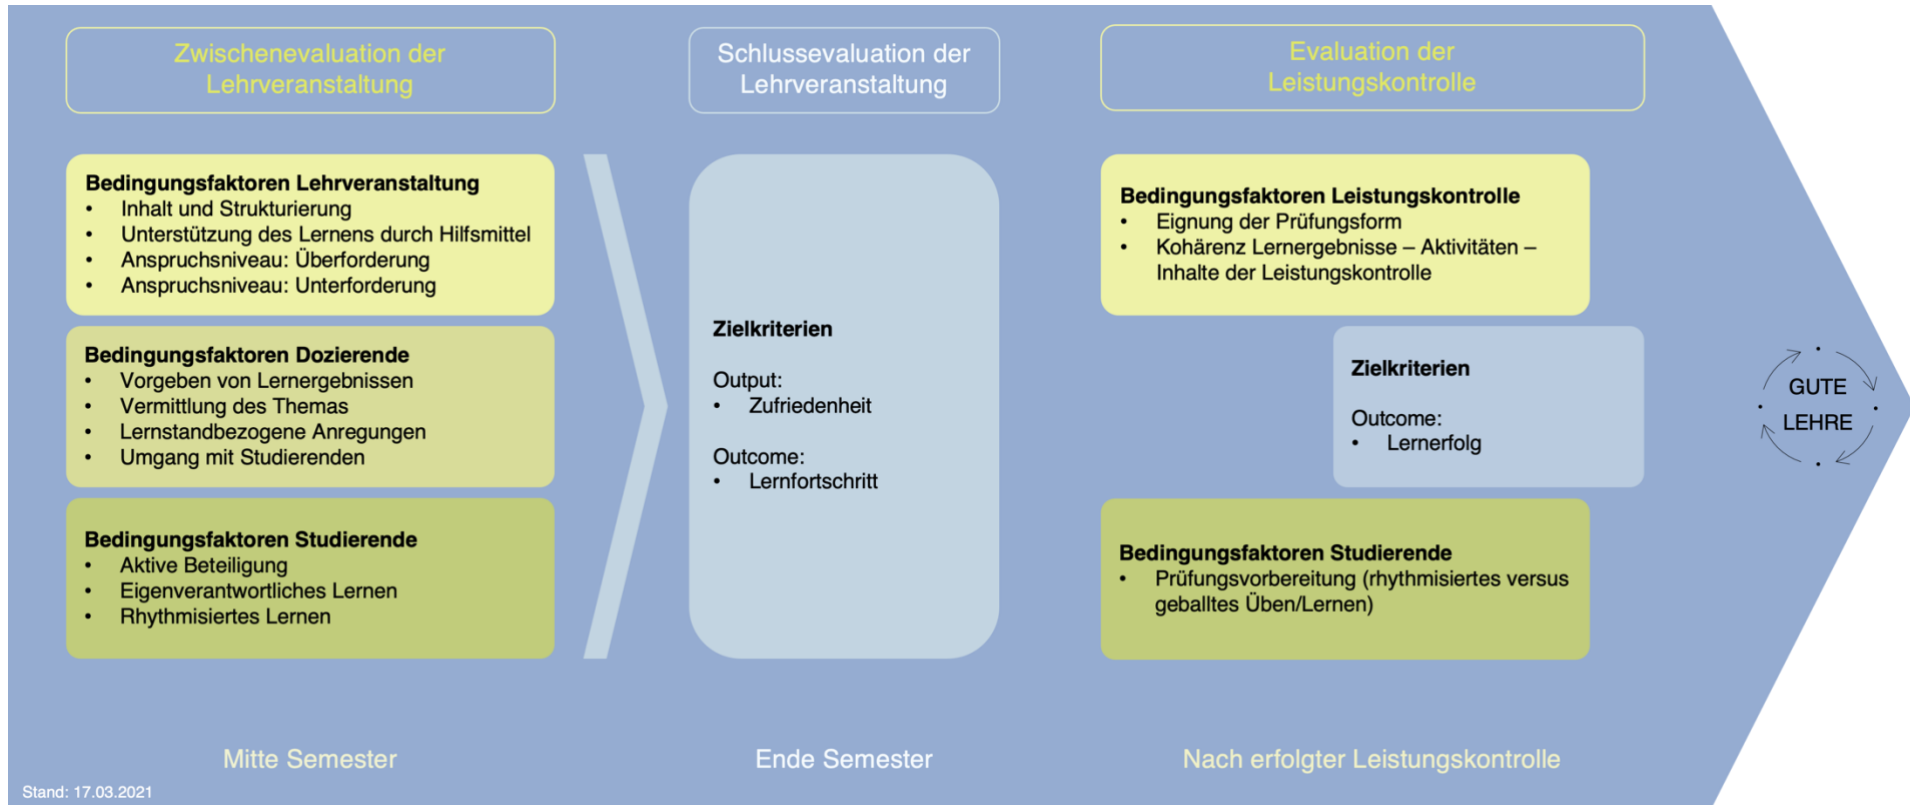 Zwischenevaluation der
Lehrveranstaltung
Schlussevaluation der
Lehrveranstaltung
Evaluation der
Leistungskontrolle
Bedingungsfaktoren Lehrveranstaltung
• Inhalt und Strukturierung
• Unterstützung des Lernens durch Hilfsmittel
• Anspruchsniveau: Überforderung
• Anspruchsniveau: Unterforderung
Bedingungsfaktoren Dozierende
• Vorgeben von Lernergebnissen
• Vermittlung des Themas
• Lernstandbezogene Anregungen
• Umgang mit Studierenden
Bedingungsfaktoren Studierende
• Aktive Beteiligung
• Eigenverantwortliches Lernen
• Rhythmisiertes Lernen
Zielkriterien
Output:
• Zufriedenheit
Outcome:
• Lernfortschritt
Bedingungsfaktoren Leistungskontrolle
• Eignung der Prüfungsform
• Kohärenz Lernergebnisse – Aktivitäten –
Inhalte der Leistungskontrolle
Zielkriterien
Outcome:
• Lernerfolg
Bedingungsfaktoren Studierende
• Prüfungsvorbereitung (rhythmisiertes versus
geballtes Üben/Lernen)
GUTE
LEHRE
Mitte Semester
Ende Semester
Nach erfolgter Leistungskontrolle
Stand: 17.03.2021